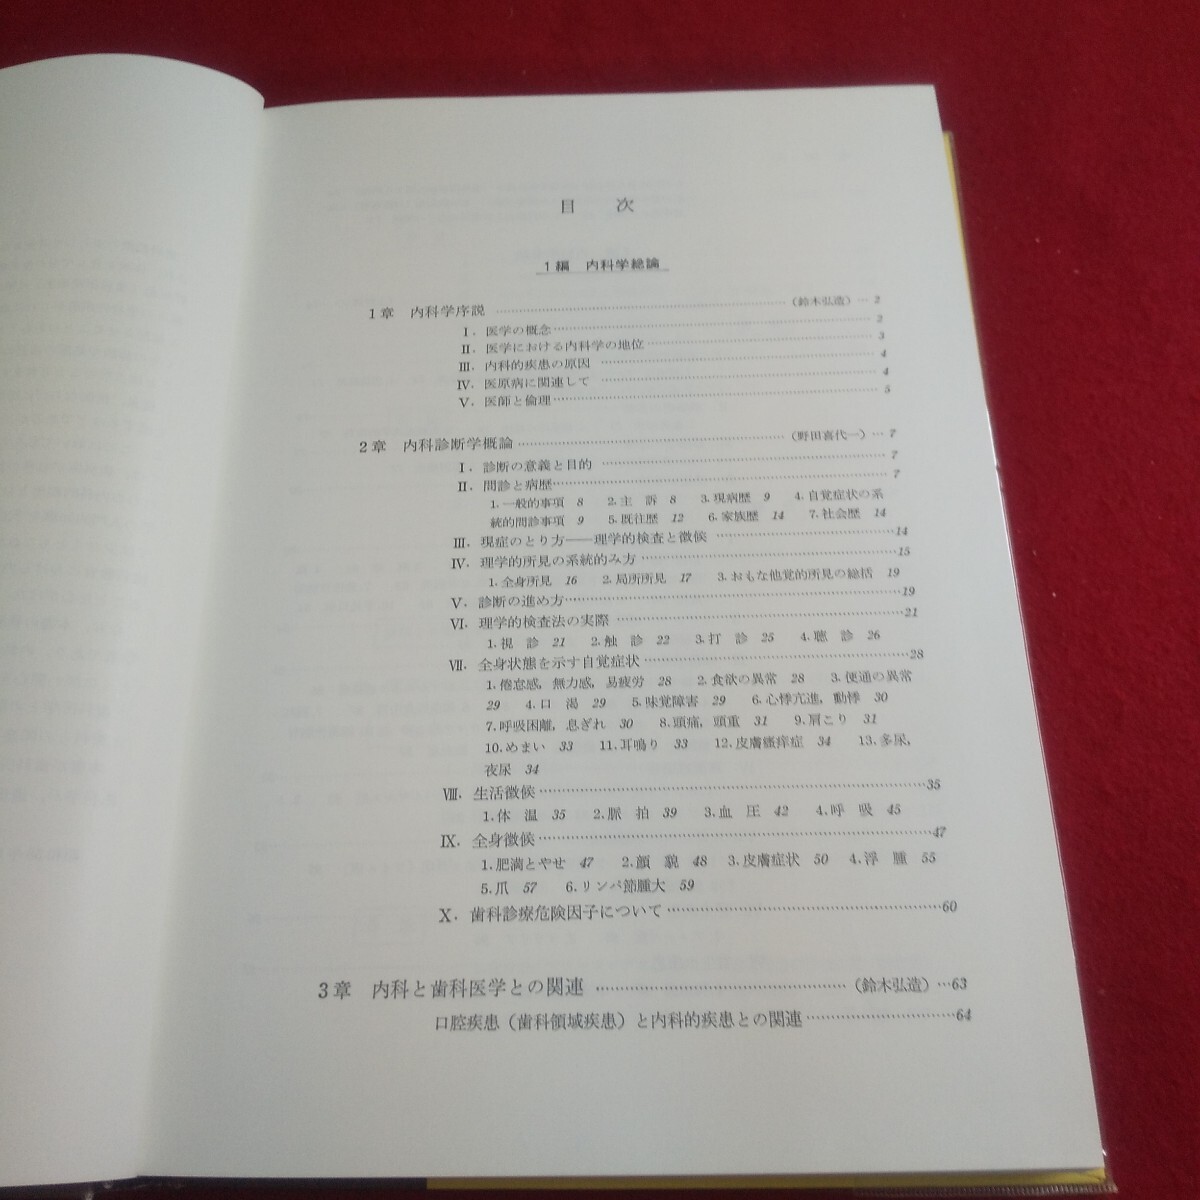 目　次
1編　内科学総論
1章　内科学序説 ……（鈴木弘造）… 2
Ⅰ．医学の概念……2
Ⅱ．医学における内科学の地位……3
Ⅲ．内科的疾患の原因……4
Ⅳ．医原病に関連して……4
Ⅴ．医師と倫理……5
2章　内科診断学概論……（野田喜代一）… 7
Ⅰ．診断の意義と目的……7
Ⅱ．問診と病歴……7
1．一般的事項　8　2．主　訴　8　3．現病歴　9　4．自覚症状の系
統的問診事項　9　5．既往歴　12　6．家族歴　14　7．社会歴　14
Ⅲ．現症のとり方――理学的検査と徴候……14
Ⅳ．理学的所見の系統的み方……15
1．全身所見　16　2．局所所見　17　3．おもな他覚的所見の総括　19
Ⅴ．診断の進め方……19
Ⅵ．理学的検査法の実際……21
1．視　診　21　2．触　診　22　3．打　診　25　4．聴　診　26
Ⅶ．全身状態を示す自覚症状……28
1．倦怠感，無力感，易疲労　28　2．食欲の異常　28　3．便通の異常
29　4．口　渇　29　5．味覚障害　29　6．心悸亢進，動悸　30
7．呼吸困難，息ぎれ　30　8．頭痛，頭重　31　9．肩こり　31
10．めまい　33　11．耳鳴り　33　12．皮膚瘙痒症　34　13．多尿，
夜尿　34
Ⅷ．生活徴候……35
1．体　温　35　2．脈　拍　39　3．血　圧　42　4．呼　吸　45
Ⅸ．全身徴候……47
1．肥満とやせ　47　2．顔　貌　48　3．皮膚症状　50　4．浮　腫　55
5．爪　57　6．リンパ節腫大　59
Ⅹ．歯科診療危険因子について……60
3章　内科と歯科医学との関連……（鈴木弘造）…63
口腔疾患（歯科領域疾患）と内科的疾患との関連……64